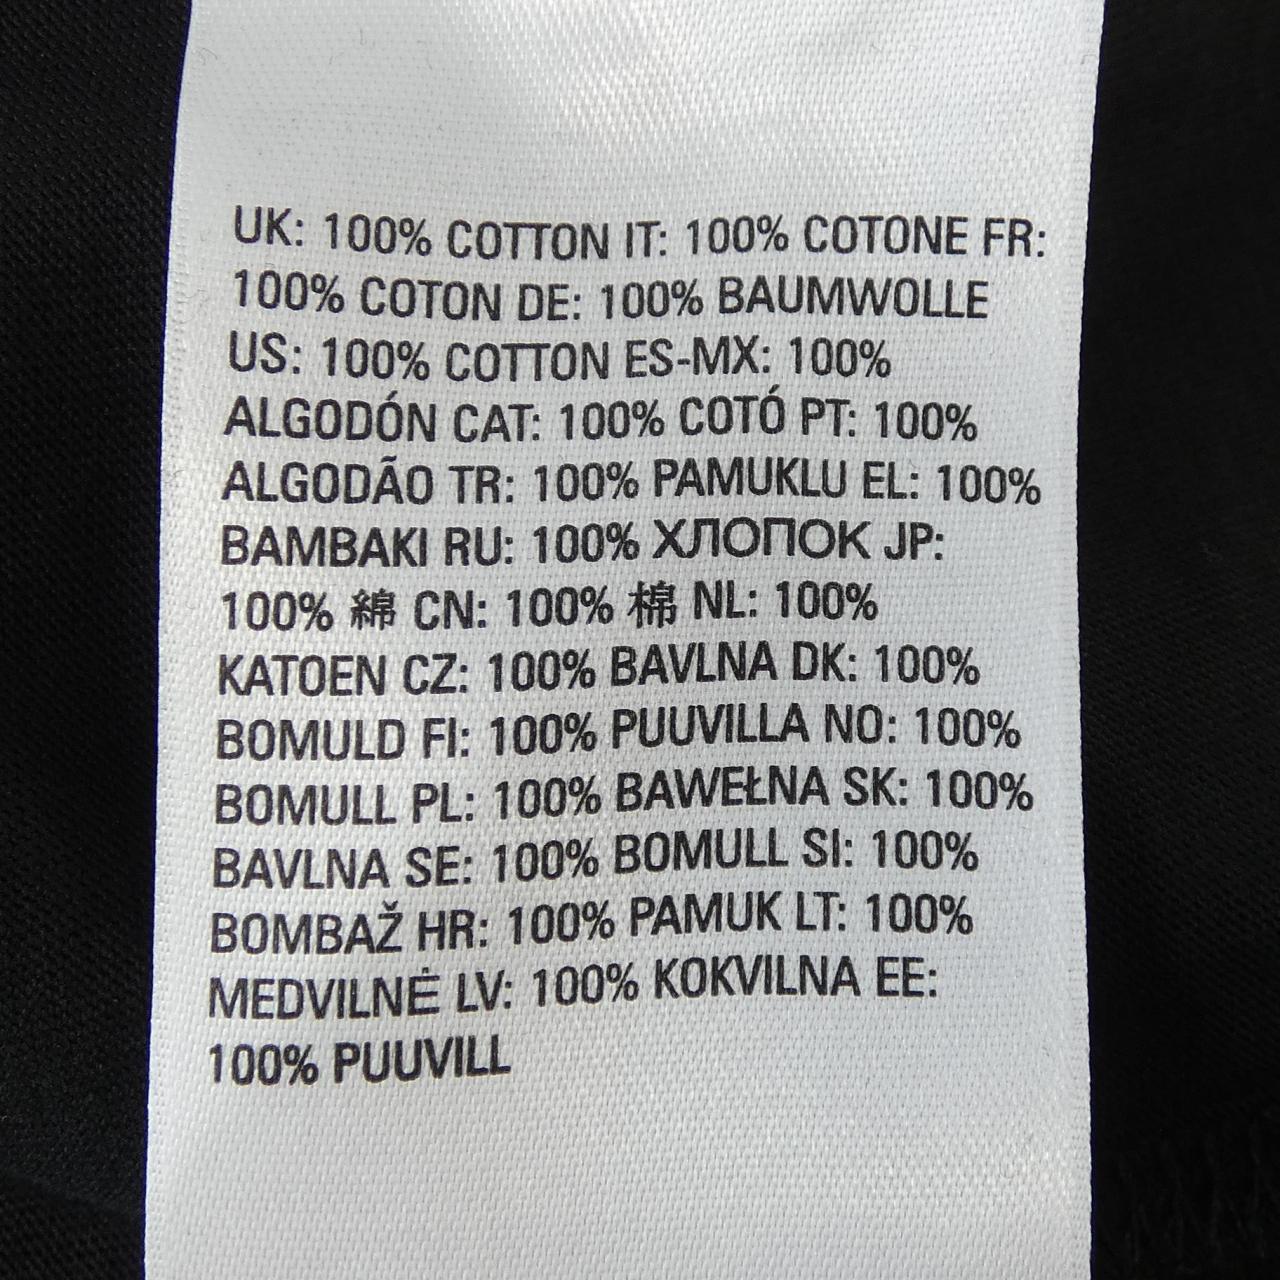 UK: 100% COTTON IT: 100% COTONE FR:
100% COTON DE: 100% BAUMWOLLE
US: 100% COTTON ES-MX: 100%
ALGODÓN CAT: 100% COTÓ PT: 100%
ALGODÃO TR: 100% PAMUKLU EL: 100%
BAMBAKI RU: 100% ХЛОПОК JP:
100% 綿 CN: 100% 棉 NL: 100%
KATOEN CZ: 100% BAVLNA DK: 100%
BOMULD FI: 100% PUUVILLA NO: 100%
BOMULL PL: 100% BAWEŁNA SK: 100%
BAVLNA SE: 100% BOMULL SI: 100%
BOMBAŽ HR: 100% PAMUK LT: 100%
MEDVILNĖ LV: 100% KOKVILNA EE:
100% PUUVILL